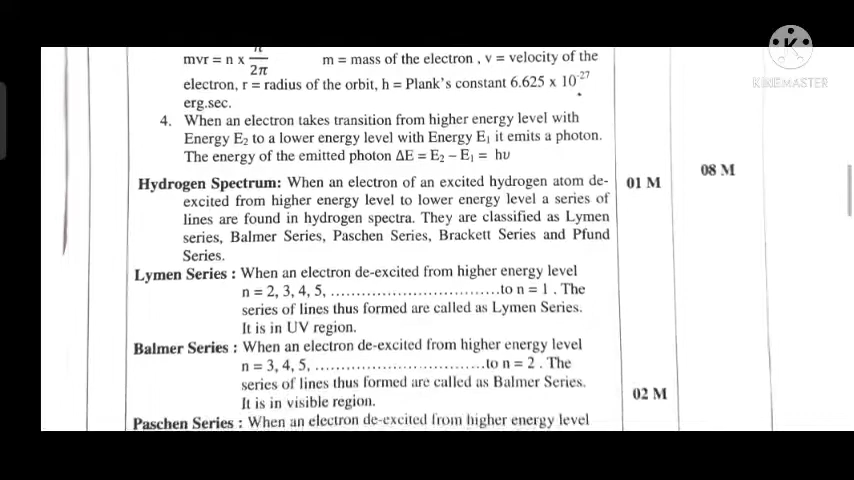 h
mvr = n x — m = mass of the electron , v = velocity of the
2π
electron, r = radius of the orbit, h = Plank's constant 6.625 x 10⁻²⁷
erg.sec.
4. When an electron takes transition from higher energy level with
Energy E₂ to a lower energy level with Energy E₁ it emits a photon.
The energy of the emitted photon ΔE = E₂ – E₁ = hυ
Hydrogen Spectrum: When an electron of an excited hydrogen atom de-
excited from higher energy level to lower energy level a series of
lines are found in hydrogen spectra. They are classified as Lymen
series, Balmer Series, Paschen Series, Brackett Series and Pfund
Series.
Lymen Series : When an electron de-excited from higher energy level
n = 2, 3, 4, 5, ………………………….to n = 1 . The
series of lines thus formed are called as Lymen Series.
It is in UV region.
Balmer Series : When an electron de-excited from higher energy level
n = 3, 4, 5, ………………………….to n = 2 . The
series of lines thus formed are called as Balmer Series.
It is in visible region.
Paschen Series : When an electron de-excited from higher energy level
01 M
02 M
08 M
KINEMASTER